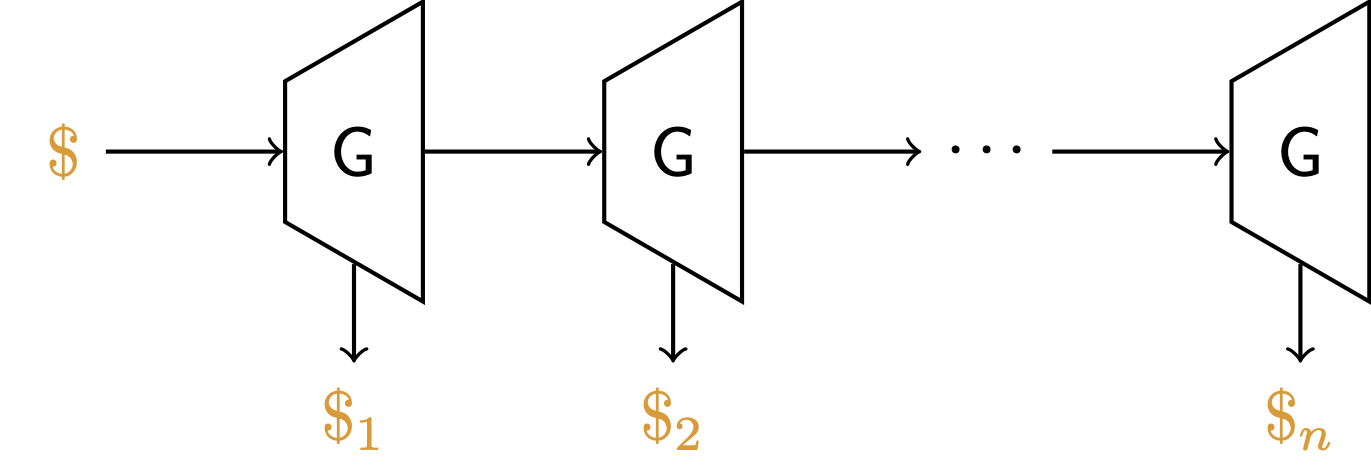 $ G G · · · G
$₁ $₂ $ₙ